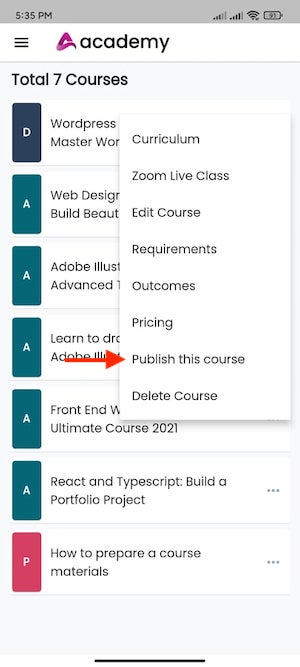 5:35 PM
91
academy
Total 7 Courses
D
Wordpress
Master Wor
A
Web Design
Build Beaut
A
Adobe Illust
Advanced T
A
Learn to dra
Adobe Illu
A
Front End W
Ultimate Course 2021
A
React and Typescript: Build a
Portfolio Project
P
How to prepare a course
materials
Curriculum
Zoom Live Class
Edit Course
Requirements
Outcomes
Pricing
Publish this course
Delete Course